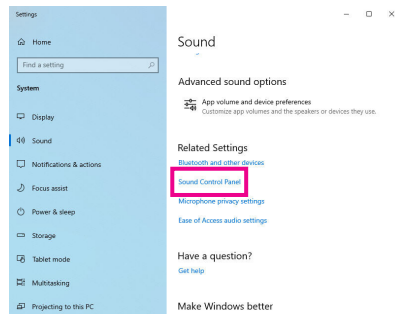 Settings
Home
Find a setting
System
Display
Sound
Notifications & actions
Focus assist
Power & sleep
Storage
Tablet mode
Multitasking
Projecting to this PC
Sound
Advanced sound options
App volume and device preferences
Customize app volumes and the speakers or devices they use.
Related Settings
Bluetooth and other devices
Sound Control Panel
Microphone privacy settings
Ease of Access audio settings
Have a question?
Get help
Make Windows better